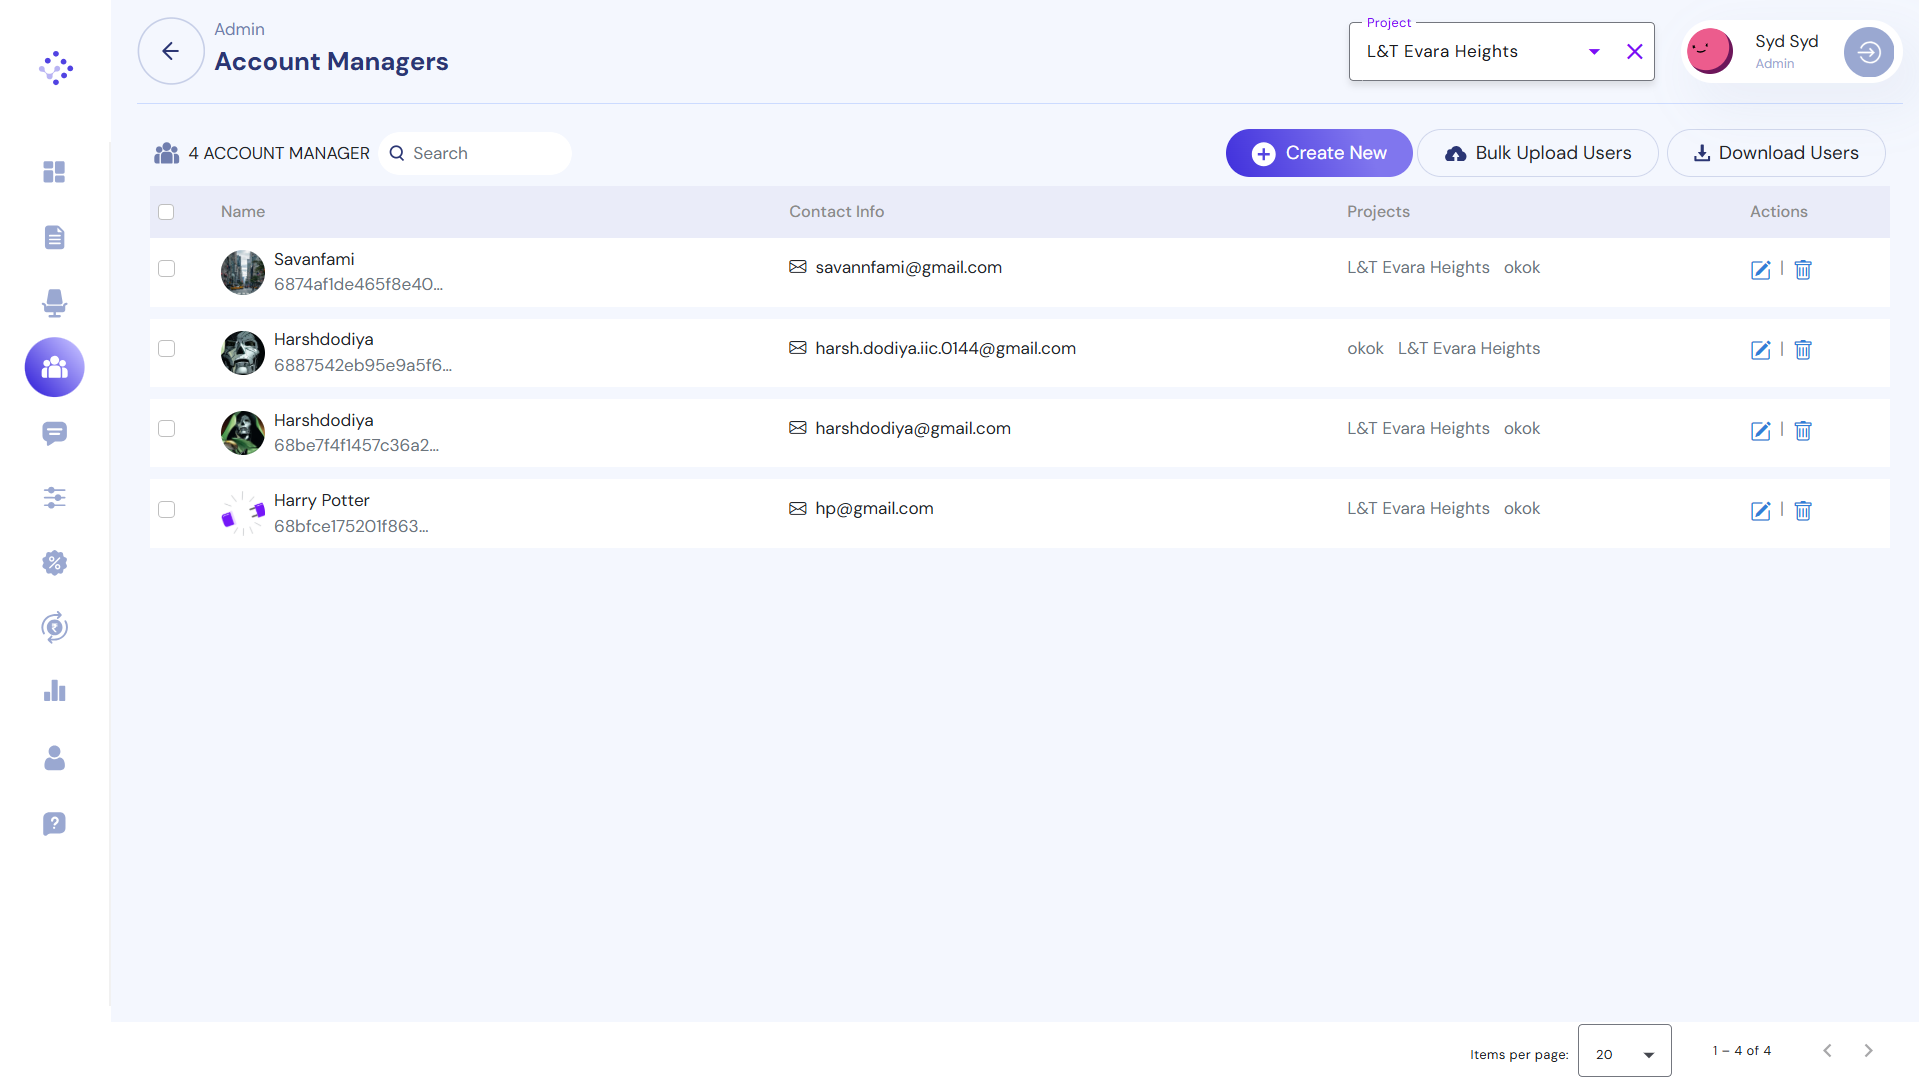 Admin
Account Managers
Project
L&T Evara Heights
Syd Syd
Admin
4 ACCOUNT MANAGER
Search
Create New
Bulk Upload Users
Download Users
Name Contact Info Projects Actions
Savanfami
6874af1de465f8e40...
savannfami@gmail.com
L&T Evara Heights okok
Harshdodiya
6887542eb95e9a5f6...
harsh.dodiya.iic.0144@gmail.com
okok L&T Evara Heights
Harshdodiya
68be7f4f1457c36a2...
harshdodiya@gmail.com
L&T Evara Heights okok
Harry Potter
68bfce175201f863...
hp@gmail.com
L&T Evara Heights okok
Items per page: 20 1 – 4 of 4